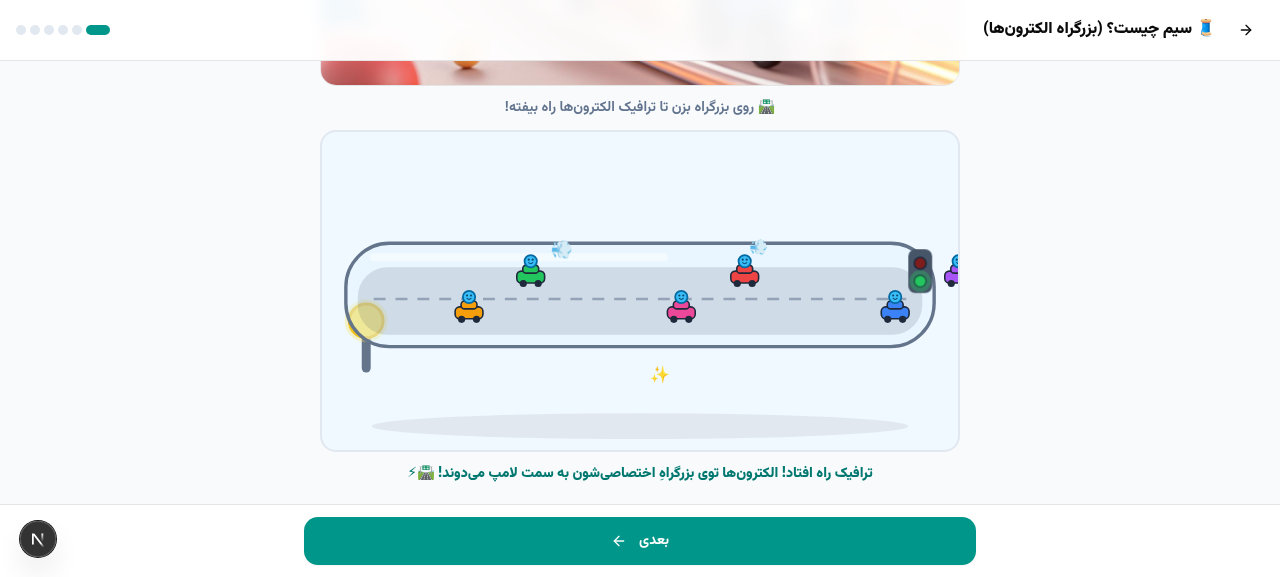 سیم چیست؟ (بزرگراه الکترون‌ها)
روی بزرگراه بزن تا ترافیک الکترون‌ها راه بیفته!
ترافیک راه افتاد! الکترون‌ها توی بزرگراهِ اختصاصی‌شون به سمت لامپ می‌دوند!
بعدی
N